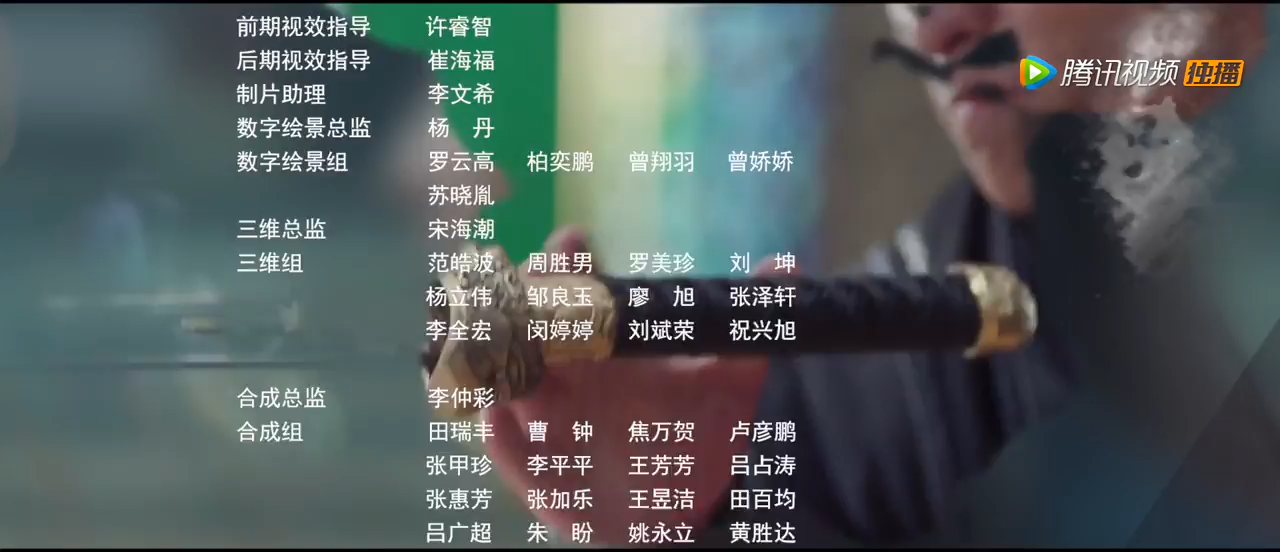 前期视效指导 许睿智
后期视效指导 崔海福
腾讯视频 独播
制片助理 李文希
数字绘景总监 杨 丹
数字绘景组 罗云高 柏奕鹏 曾翔羽 曾娇娇
苏晓胤
三维总监 宋海潮
三维组 范皓波 周胜男 罗美珍 刘 坤
杨立伟 邹良玉 廖 旭 张泽轩
李全宏 闵婷婷 刘斌荣 祝兴旭
合成总监 李仲彩
合成组 田瑞丰 曹 钟 焦万贺 卢彦鹏
张甲珍 李平平 王芳芳 吕占涛
张惠芳 张加乐 王昱洁 田百均
吕广超 朱 盼 姚永立 黄胜达